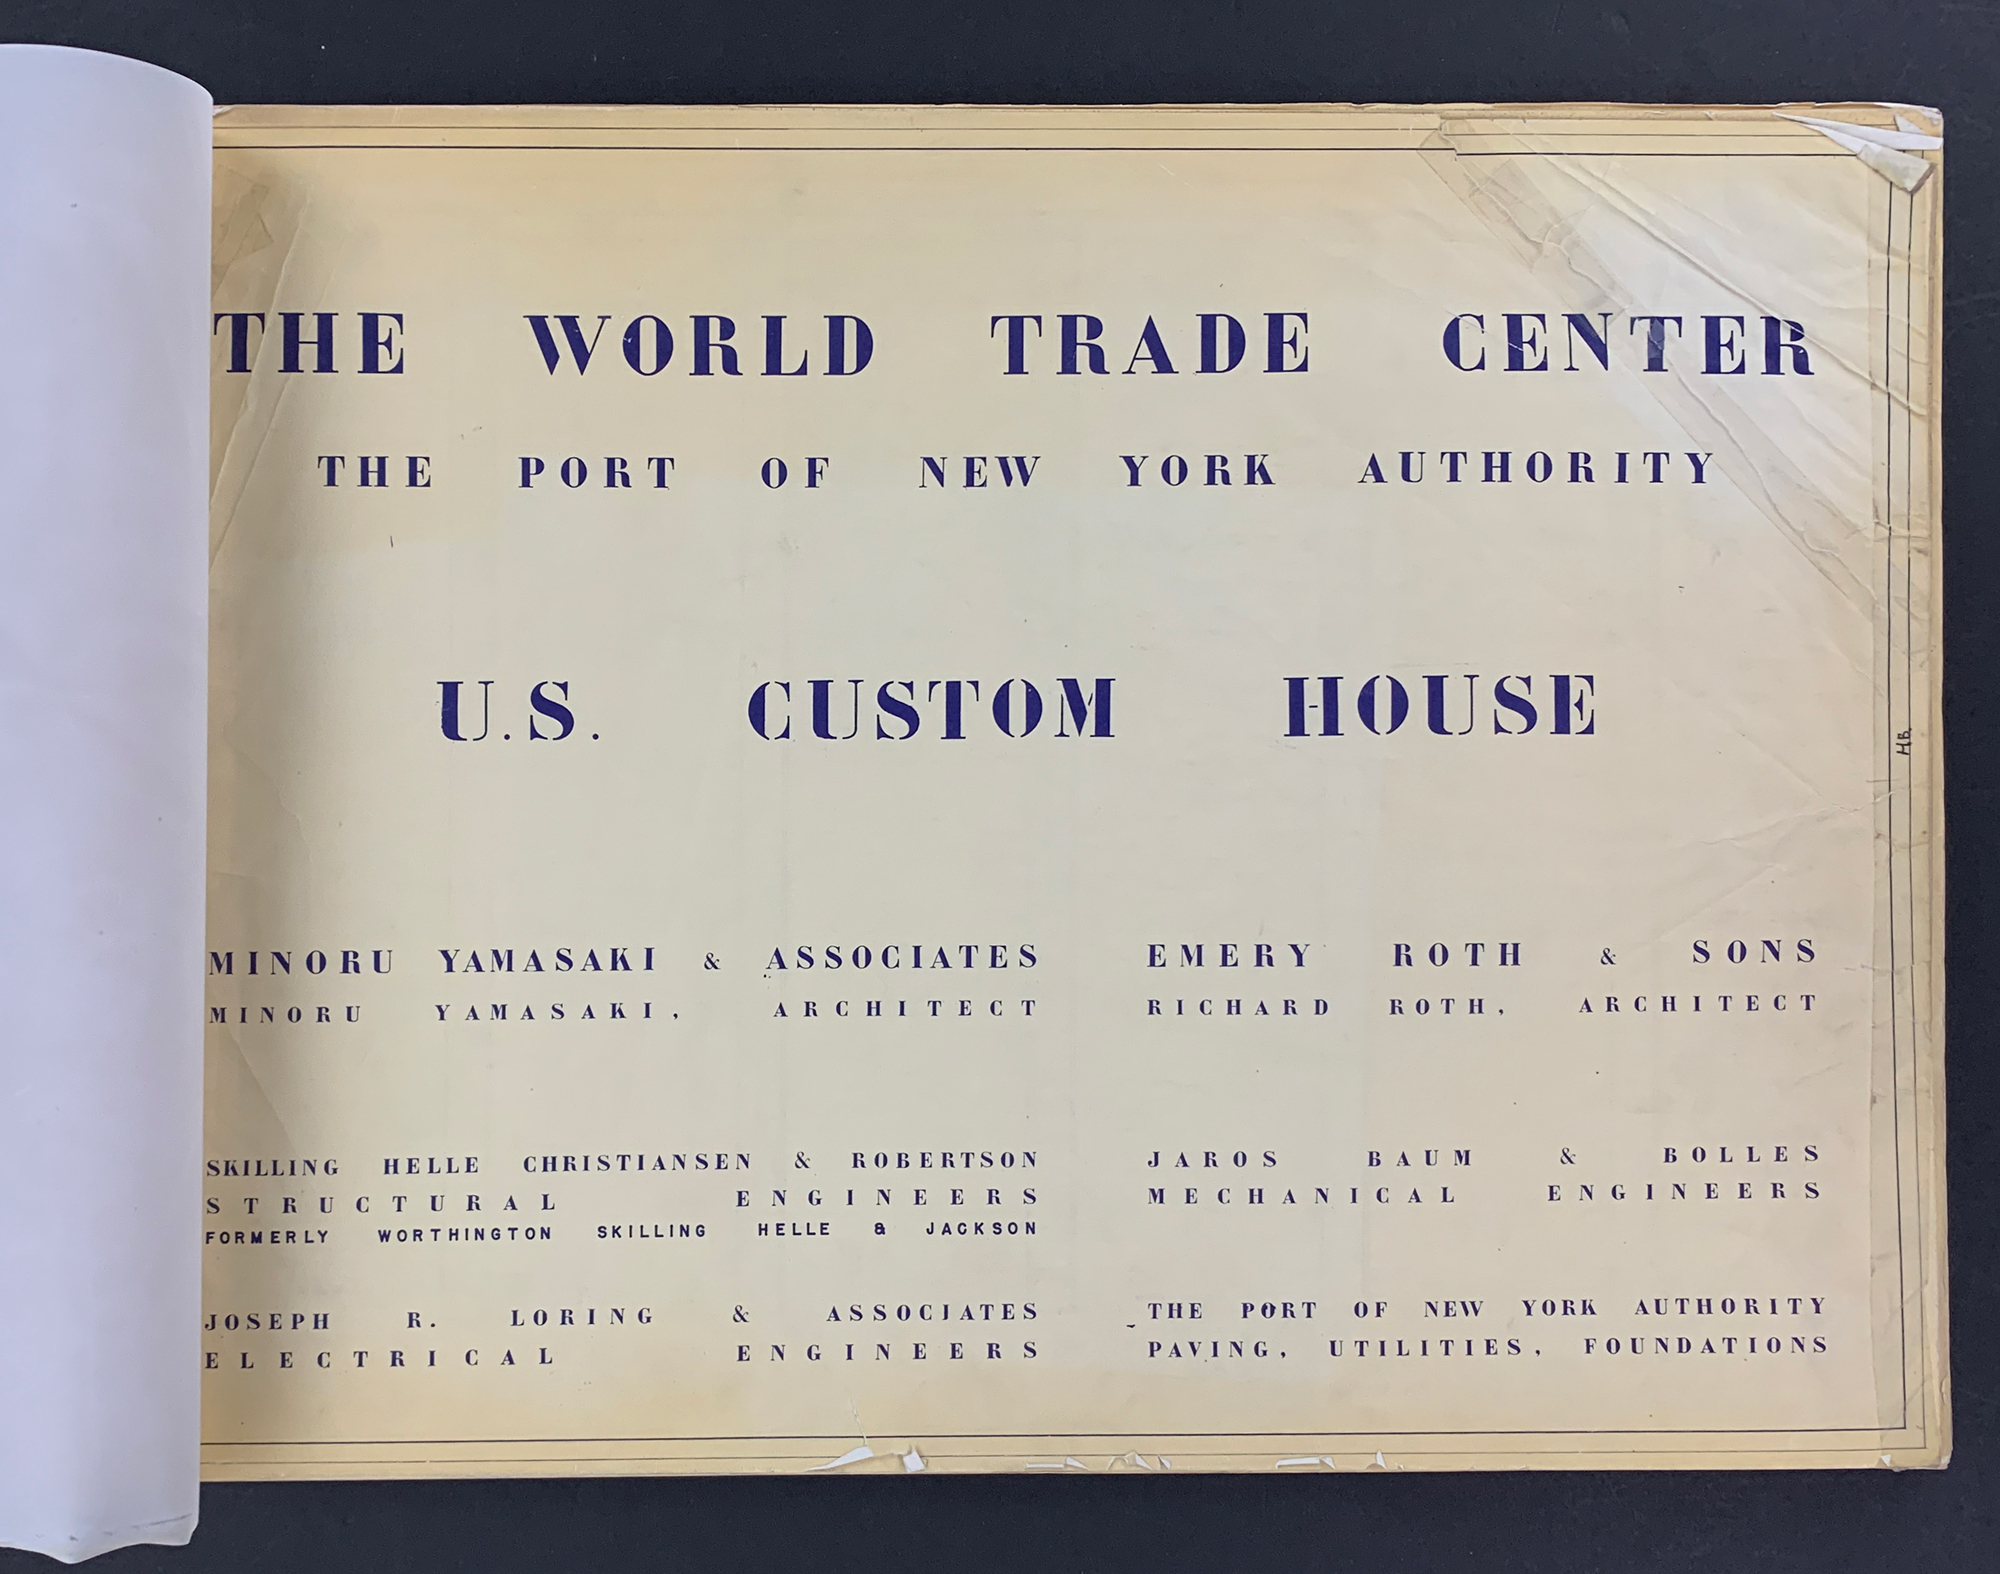 THE WORLD TRADE CENTER
THE PORT OF NEW YORK AUTHORITY
U.S. CUSTOM HOUSE
H.B.
MINORU YAMASAKI & ASSOCIATES
MINORU YAMASAKI, ARCHITECT
EMERY ROTH & SONS
RICHARD ROTH, ARCHITECT
SKILLING HELLE CHRISTIANSEN & ROBERTSON
STRUCTURAL ENGINEERS
FORMERLY WORTHINGTON SKILLING HELLE & JACKSON
JAROS BAUM & BOLLES
MECHANICAL ENGINEERS
JOSEPH R. LORING & ASSOCIATES
ELECTRICAL ENGINEERS
THE PORT OF NEW YORK AUTHORITY
PAVING, UTILITIES, FOUNDATIONS